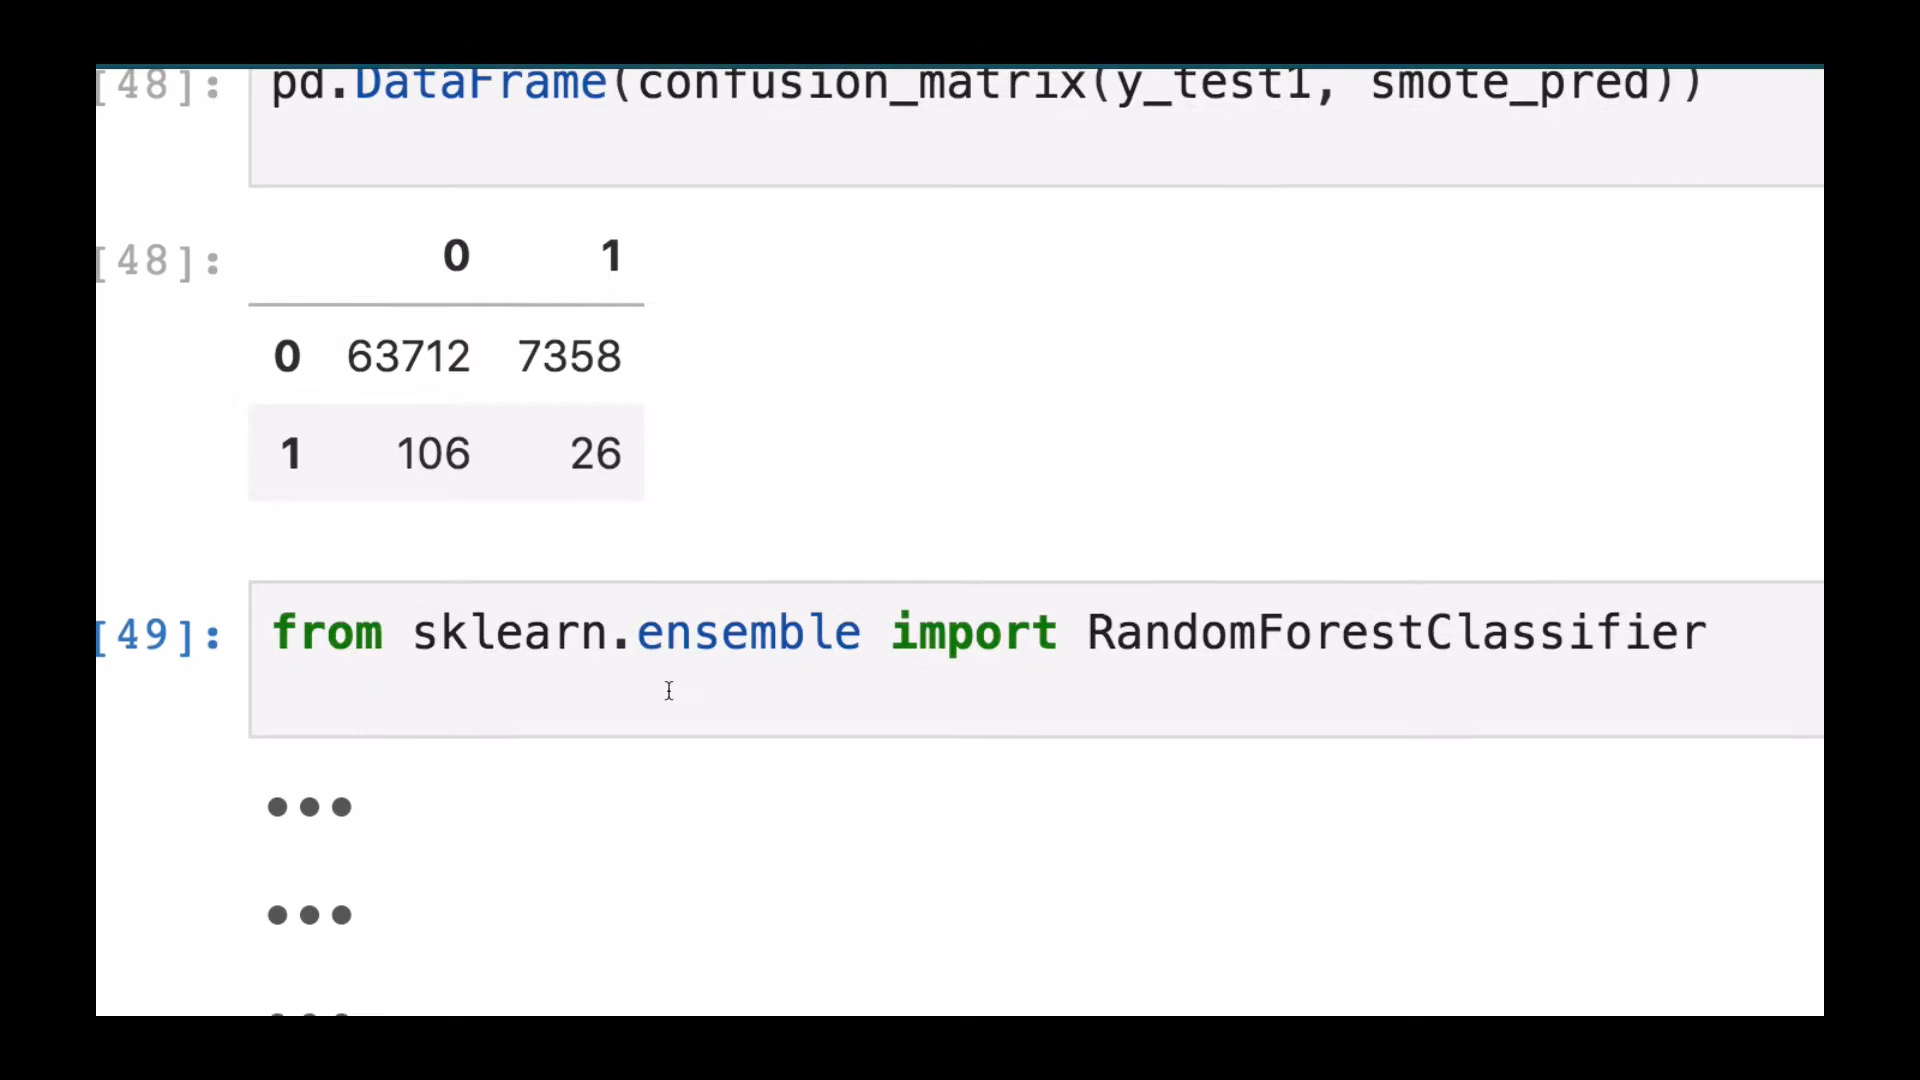 [48]: pd.DataFrame(confusion_matrix(y_test1, smote_pred))
[48]: 0 1
0 63712 7358
1 106 26
[49]: from sklearn.ensemble import RandomForestClassifier